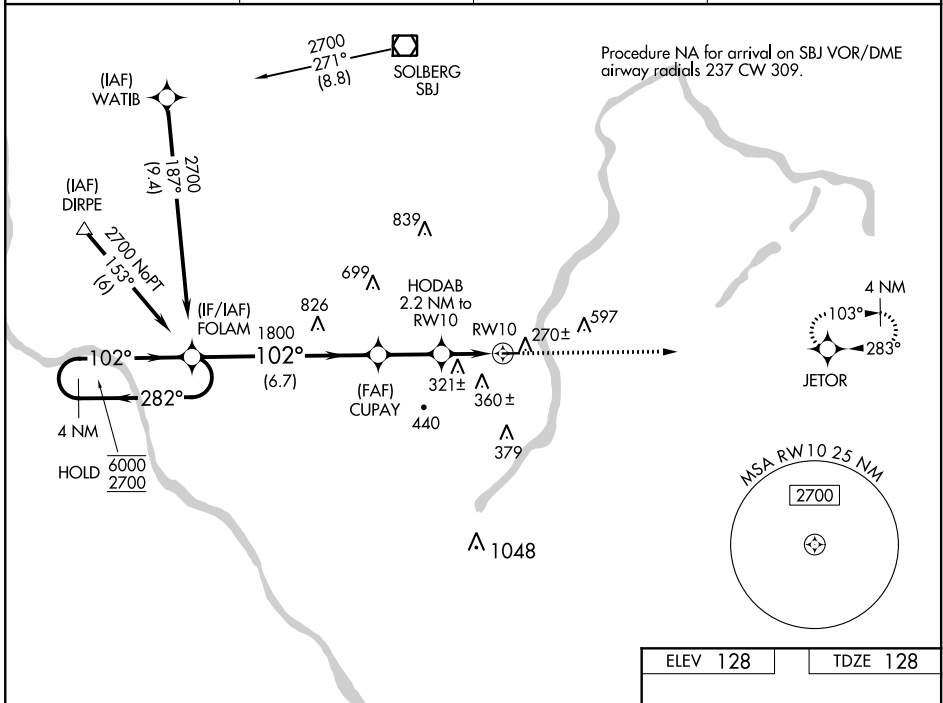 2700
271°
(8.8)
SOLBERG
SBJ
Procedure NA for arrival on SBJ VOR/DME
airway radials 237 CW 309.
(IAF)
WATIB
2700
187°
(9.4)
(IAF)
DIRPE
2700 NoPT
153°
(6)
839
699
826
HODAB
2.2 NM to
RW10
(IF/IAF)
FOLAM
1800
102°
(6.7)
RW10
270±
597
4 NM
103°
283°
JETOR
102°
282°
(FAF)
CUPAY
321±
360±
440
379
4 NM
HOLD
6000
2700
1048
MSA RW10 25 NM
2700
ELEV 128
TDZE 128